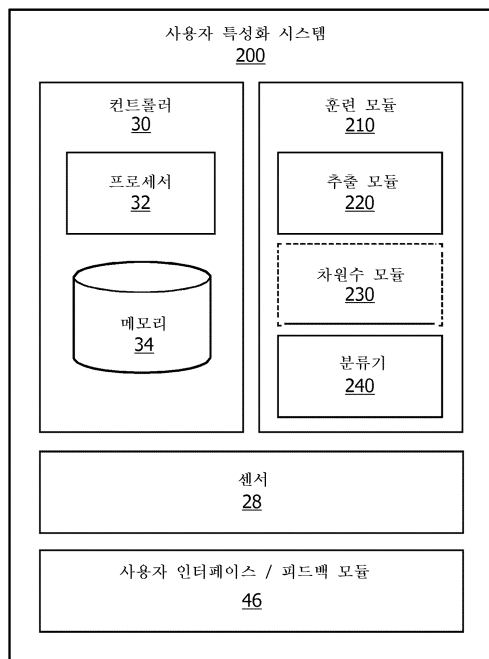 사용자 특성화 시스템
200
컨트롤러
30
프로세서
32
메모리
34
훈련 모듈
210
추출 모듈
220
차원수 모듈
230
분류기
240
센서
28
사용자 인터페이스 / 피드백 모듈
46